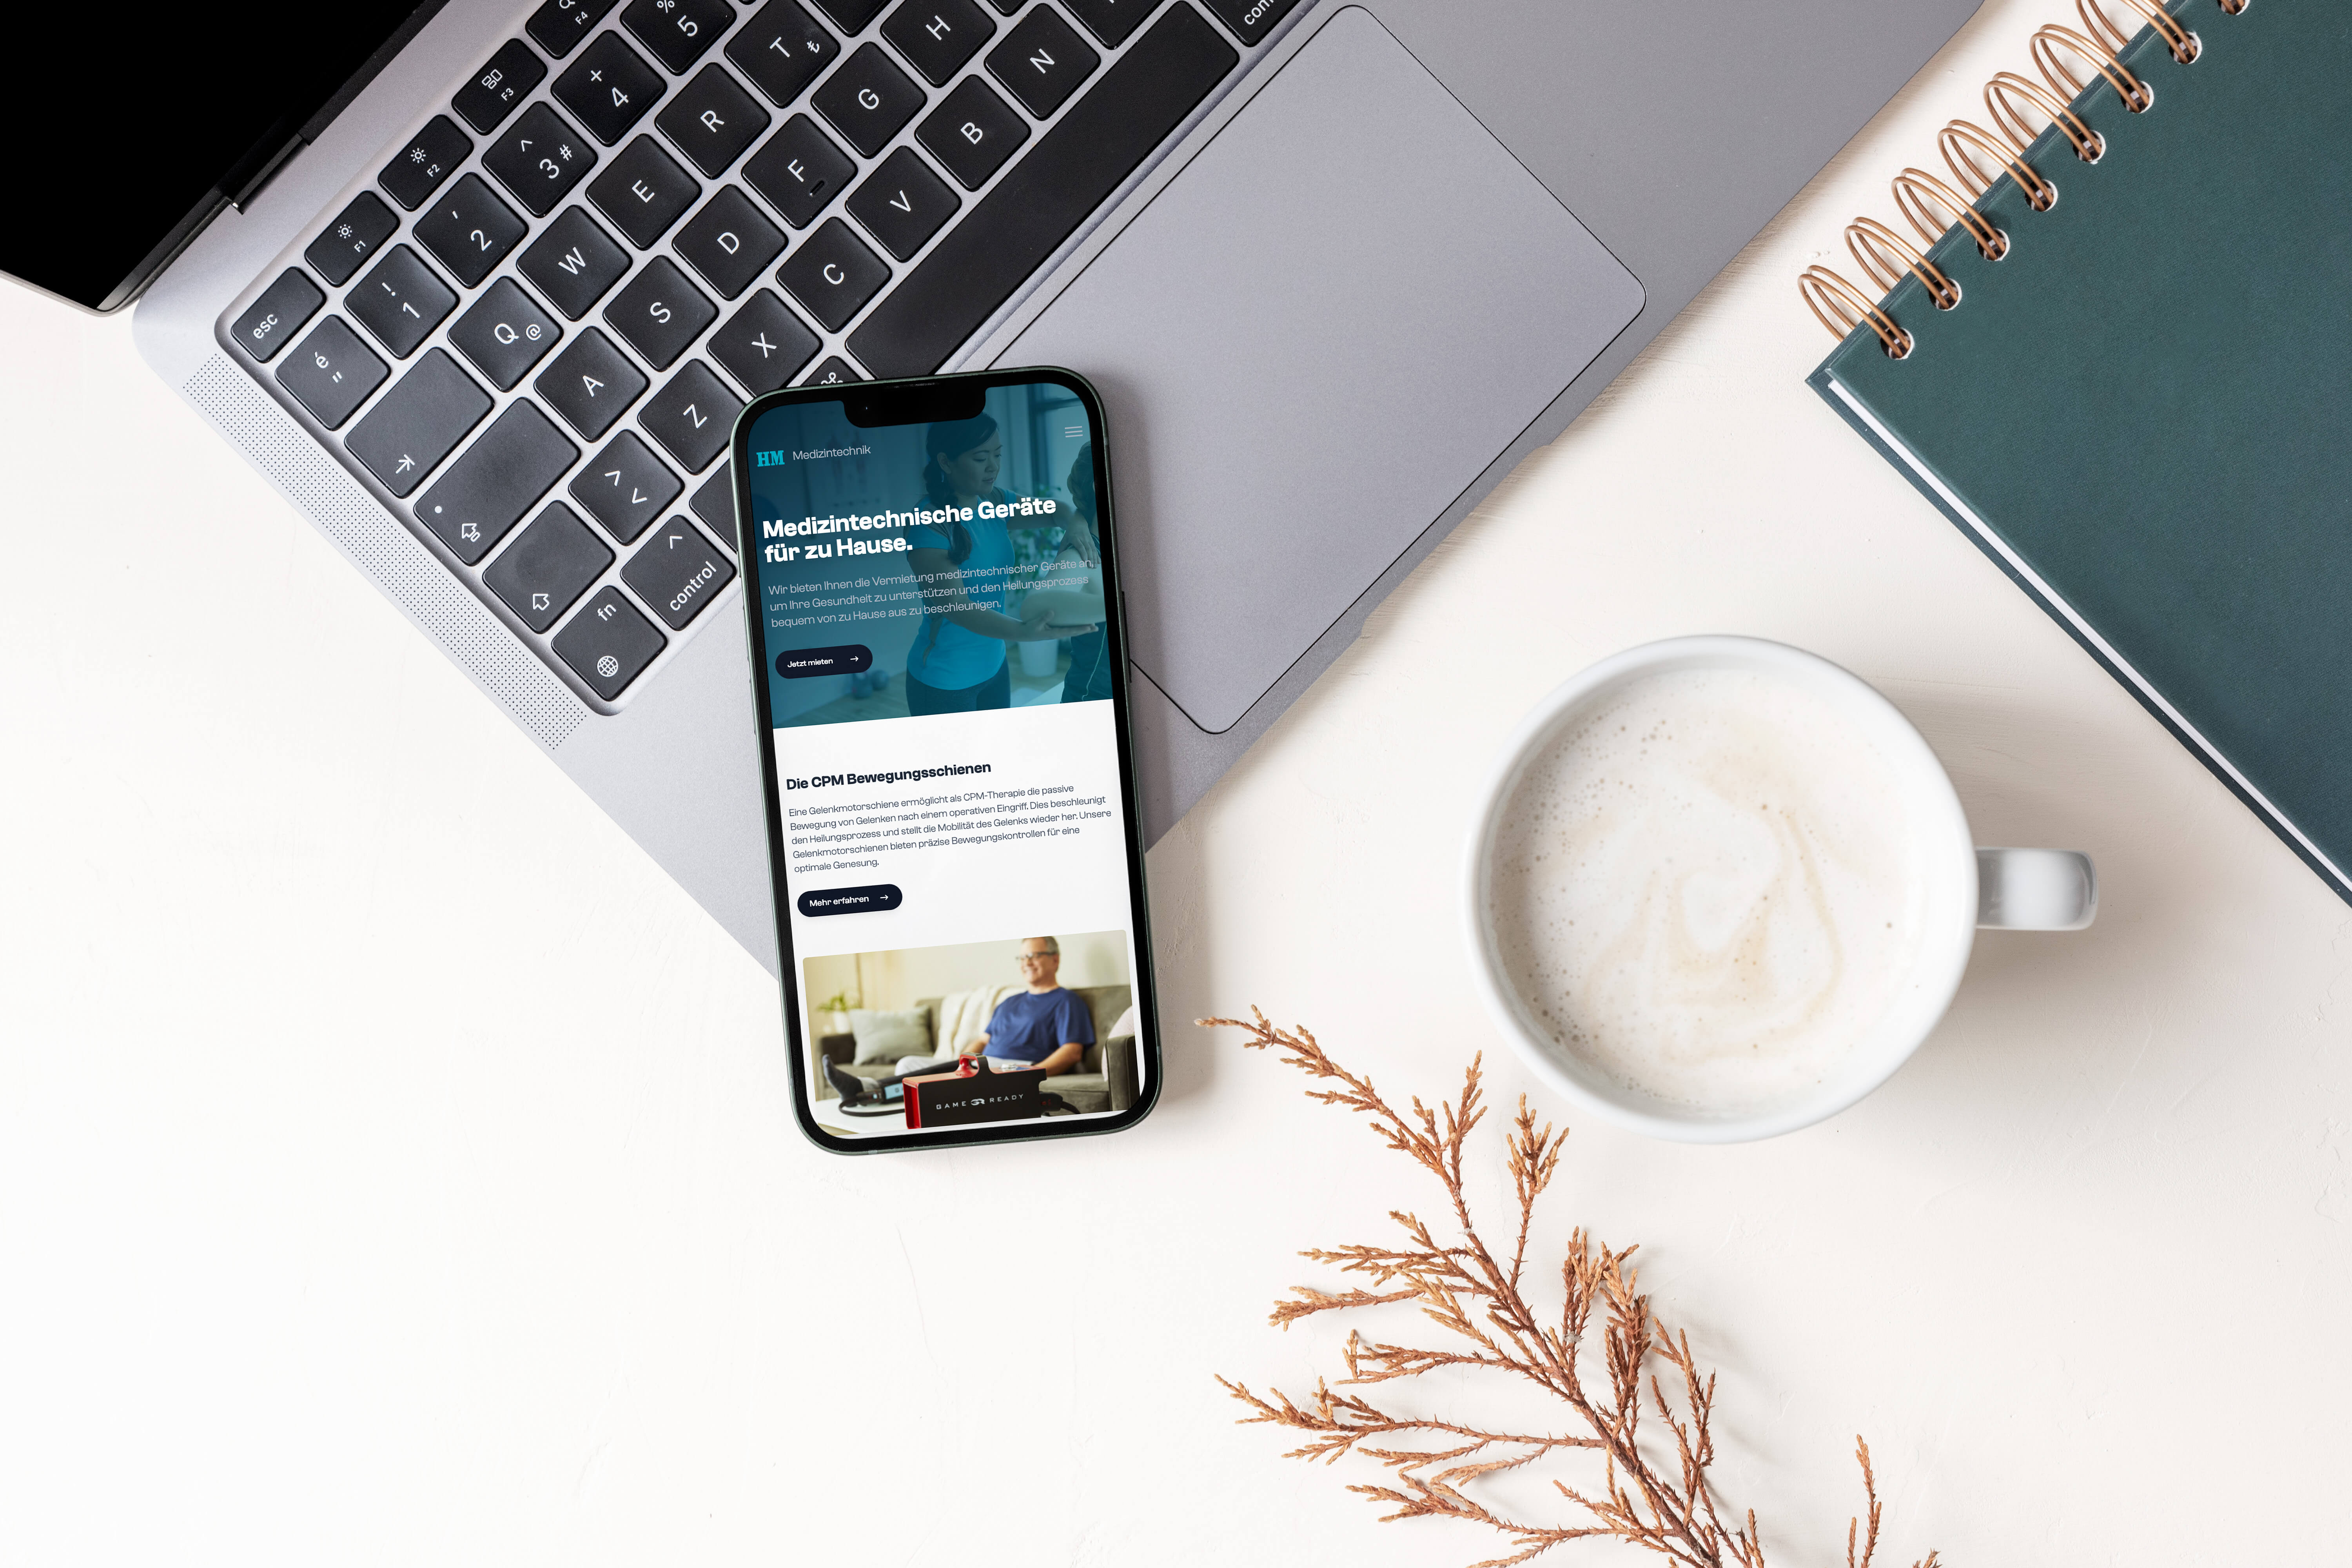 F4
% 5
T ₺
H
N
con
F3
+ 4
R
G
B
F2
^ 3 #
E
F
V
F1
' 2
W
D
C
esc
! 1
Q @
S
X
é "
A
Z
&
> <
^
control
fn
HM Medizintechnik
Medizintechnische Geräte
für zu Hause.
Wir bieten Ihnen die Vermietung medizintechnischer Geräte an,
um Ihre Gesundheit zu unterstützen und den Heilungsprozess
bequem von zu Hause aus zu beschleunigen.
Jetzt mieten →
Die CPM Bewegungsschienen
Eine Gelenkmotorschiene ermöglicht als CPM-Therapie die passive
Bewegung von Gelenken nach einem operativen Eingriff. Dies beschleunigt
den Heilungsprozess und stellt die Mobilität des Gelenks wieder her. Unsere
Gelenkmotorschienen bieten präzise Bewegungskontrollen für eine
optimale Genesung.
Mehr erfahren →
GAME READY